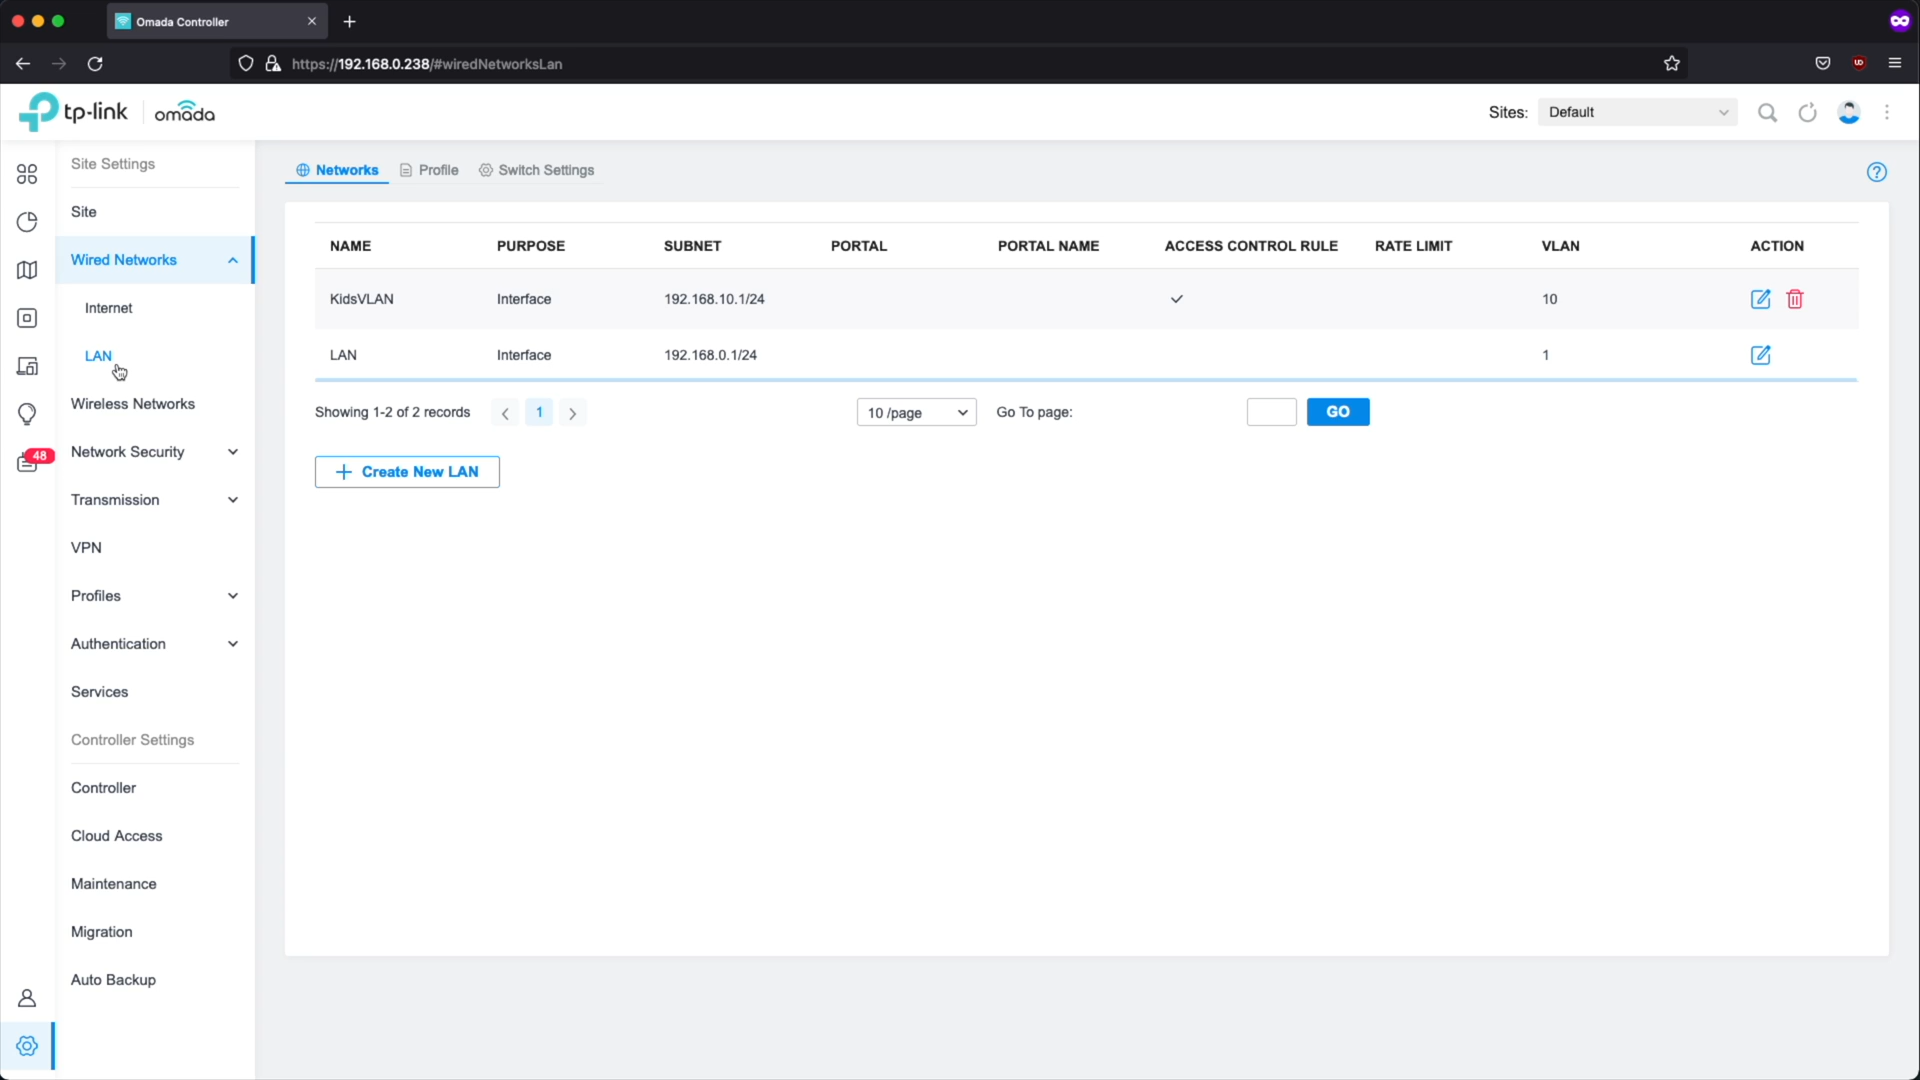 Omada Controller
https://192.168.0.238/#wiredNetworksLan
tp-link omada
Sites: Default
Site Settings
Site
Wired Networks
Internet
LAN
Wireless Networks
Network Security
48
Transmission
VPN
Profiles
Authentication
Services
Controller Settings
Controller
Cloud Access
Maintenance
Migration
Auto Backup
Networks Profile Switch Settings
NAME PURPOSE SUBNET PORTAL PORTAL NAME ACCESS CONTROL RULE RATE LIMIT VLAN ACTION
KidsVLAN Interface 192.168.10.1/24 10
LAN Interface 192.168.0.1/24 1
Showing 1-2 of 2 records 1 10 /page Go To page: GO
Create New LAN